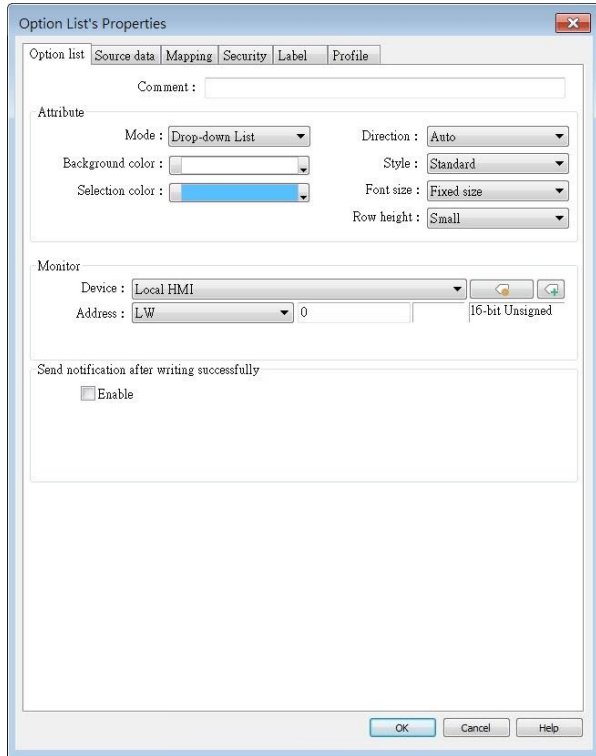 Option List's Properties
Option list Source data Mapping Security Label Profile
Comment :
Attribute
Mode : Drop-down List Direction : Auto
Background color : Style : Standard
Selection color : Font size : Fixed size
Row height : Small
Monitor
Device : Local HMI
Address : LW 0 16-bit Unsigned
Send notification after writing successfully
Enable
OK Cancel Help